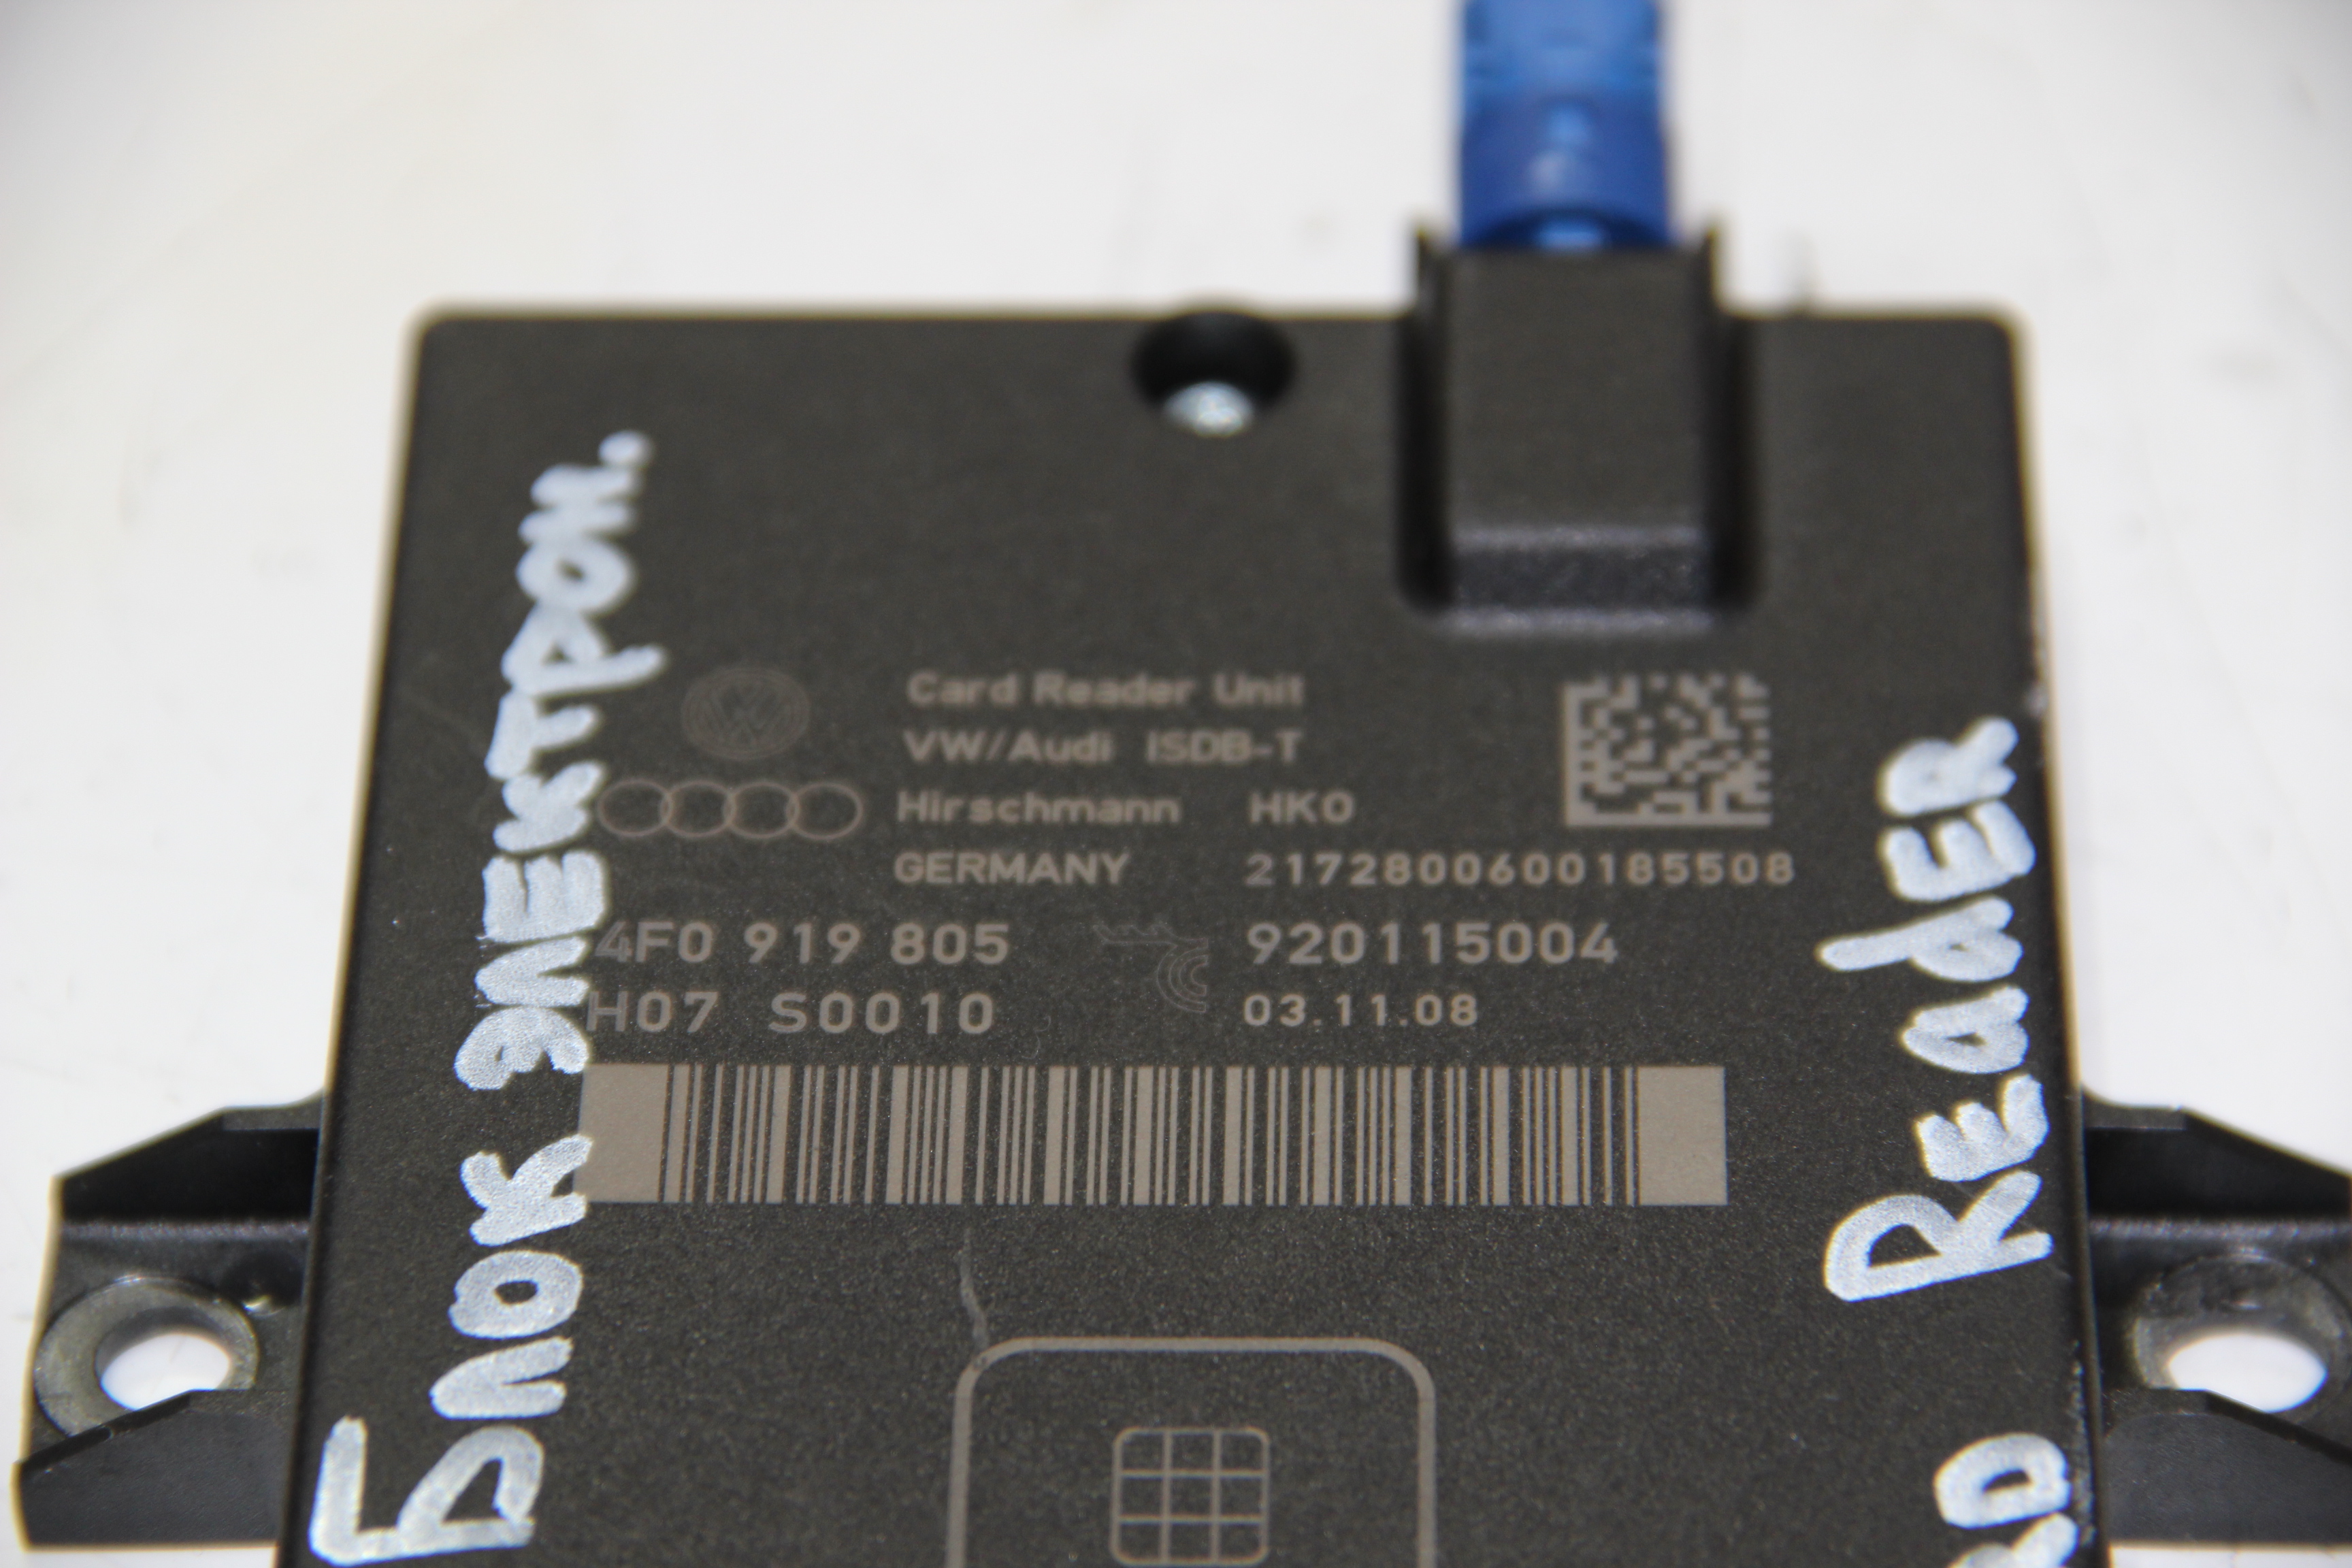 Card Reader Unit
VW/Audi ISDB-T
Hirschmann HK0
GERMANY 2172800600185508
4F0 919 805 920115004
H07 S0010 03.11.08
Блок электрон.
Reader